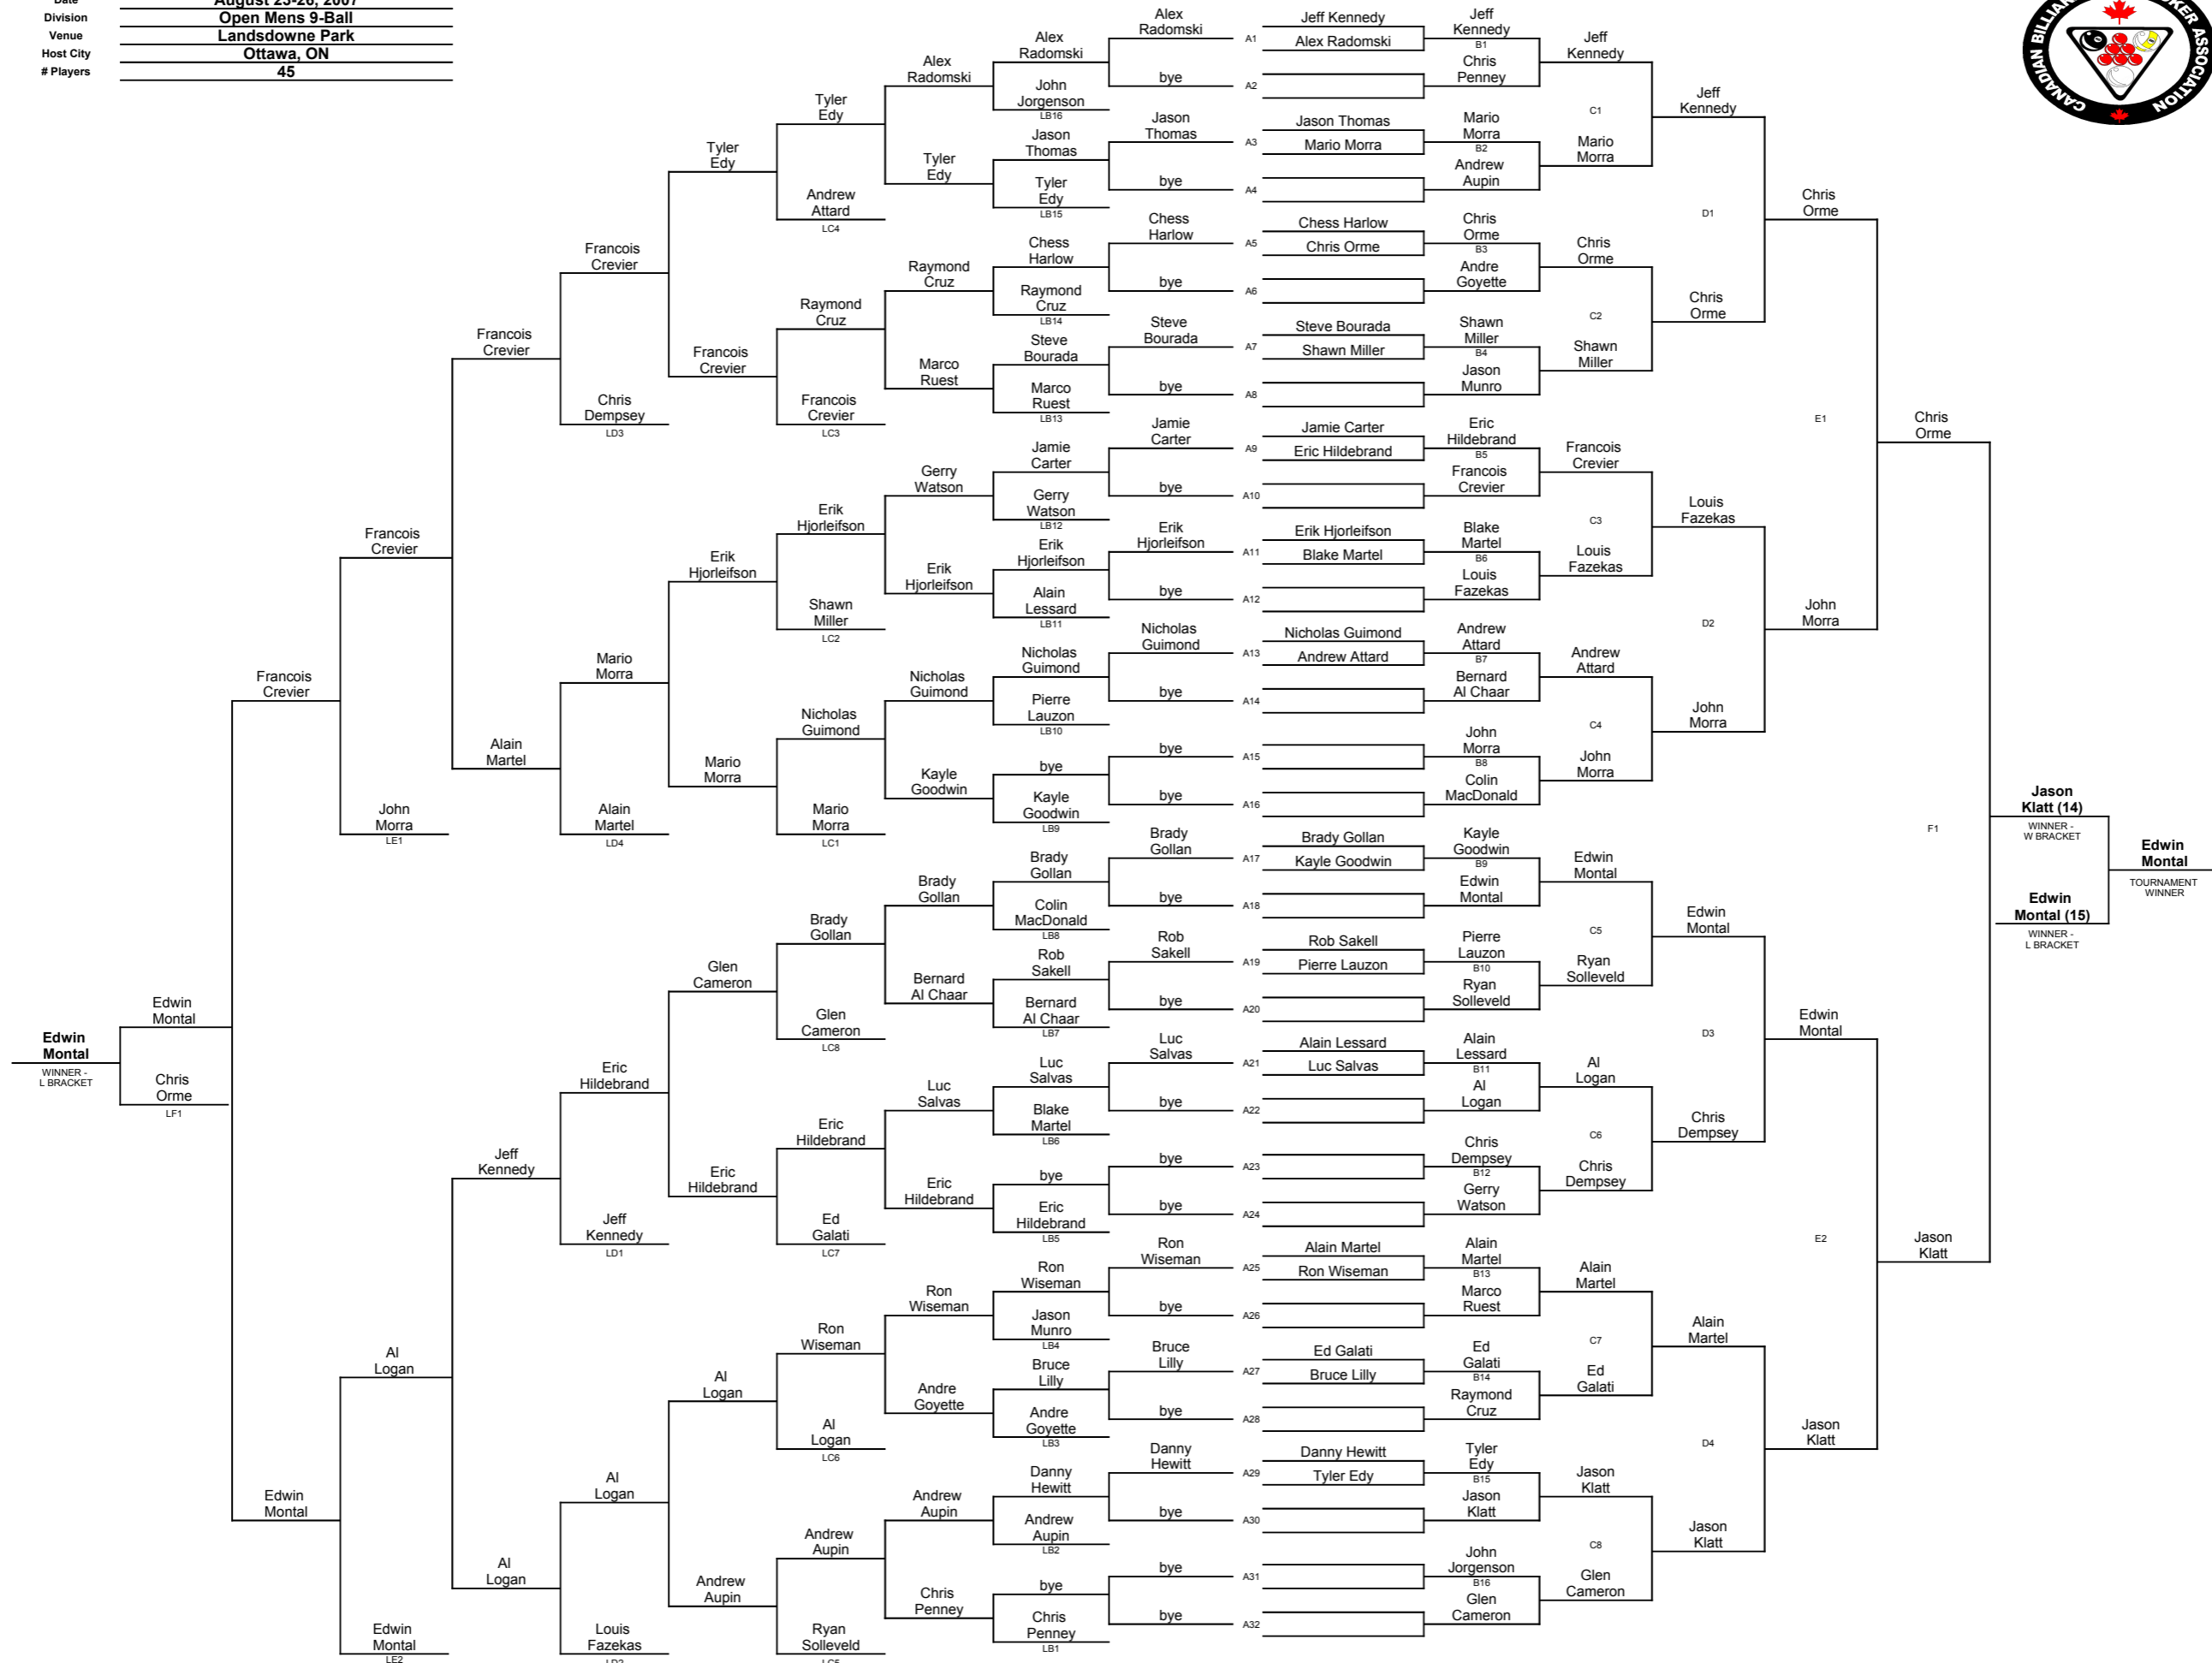 Date August 23-26, 2007
Division Open Mens 9-Ball
Venue Landsdowne Park
Host City Ottawa, ON
# Players 45
CANADIAN BILLIAR
KER ASSOCIATION
Edwin
Montal
WINNER -
L BRACKET
Edwin
Montal
Chris
Orme
LF1
Francois
Crevier
Edwin
Montal
Francois
Crevier
John
Morra
LE1
Al
Logan
Edwin
Montal
LE2
Francois
Crevier
Alain
Martel
Jeff
Kennedy
Al
Logan
Francois
Crevier
Chris
Dempsey
LD3
Mario
Morra
Alain
Martel
LD4
Eric
Hildebrand
Jeff
Kennedy
LD1
Al
Logan
Louis
Fazekas
LD2
Tyler
Edy
Francois
Crevier
Erik
Hjorleifson
Mario
Morra
Glen
Cameron
Eric
Hildebrand
Al
Logan
Andrew
Aupin
Tyler
Edy
Andrew
Attard
LC4
Raymond
Cruz
Francois
Crevier
LC3
Erik
Hjorleifson
Shawn
Miller
LC2
Nicholas
Guimond
Mario
Morra
LC1
Brady
Gollan
Glen
Cameron
LC8
Eric
Hildebrand
Ed
Galati
LC7
Ron
Wiseman
Al
Logan
LC6
Andrew
Aupin
Ryan
Solleveld
LC5
Alex
Radomski
Tyler
Edy
Raymond
Cruz
Marco
Ruest
Gerry
Watson
Erik
Hjorleifson
Nicholas
Guimond
Kayle
Goodwin
Brady
Gollan
Bernard
Al Chaar
Luc
Salvas
Eric
Hildebrand
Ron
Wiseman
Andre
Goyette
Andrew
Aupin
Chris
Penney
Alex
Radomski
John
Jorgenson
LB16
Jason
Thomas
Tyler
Edy
LB15
Chess
Harlow
Raymond
Cruz
LB14
Steve
Bourada
Marco
Ruest
LB13
Jamie
Carter
Gerry
Watson
LB12
Erik
Hjorleifson
Alain
Lessard
LB11
Nicholas
Guimond
Pierre
Lauzon
LB10
bye
Kayle
Goodwin
LB9
Brady
Gollan
Colin
MacDonald
LB8
Rob
Sakell
Bernard
Al Chaar
LB7
Luc
Salvas
Blake
Martel
LB6
bye
Eric
Hildebrand
LB5
Ron
Wiseman
Jason
Munro
LB4
Bruce
Lilly
Andre
Goyette
LB3
Danny
Hewitt
Andrew
Aupin
LB2
bye
Chris
Penney
LB1
Alex
Radomski
bye
Jason
Thomas
bye
Chess
Harlow
bye
Steve
Bourada
bye
Jamie
Carter
bye
Erik
Hjorleifson
bye
Nicholas
Guimond
bye
bye
bye
Brady
Gollan
bye
Rob
Sakell
bye
Luc
Salvas
bye
bye
bye
Ron
Wiseman
bye
Bruce
Lilly
bye
Danny
Hewitt
bye
bye
bye
A1
A2
A3
A4
A5
A6
A7
A8
A9
A10
A11
A12
A13
A14
A15
A16
A17
A18
A19
A20
A21
A22
A23
A24
A25
A26
A27
A28
A29
A30
A31
A32
Jeff Kennedy
Alex Radomski
Jason Thomas
Mario Morra
Chess Harlow
Chris Orme
Steve Bourada
Shawn Miller
Jamie Carter
Eric Hildebrand
Erik Hjorleifson
Blake Martel
Nicholas Guimond
Andrew Attard
Brady Gollan
Kayle Goodwin
Rob Sakell
Pierre Lauzon
Alain Lessard
Luc Salvas
Alain Martel
Ron Wiseman
Ed Galati
Bruce Lilly
Danny Hewitt
Tyler Edy
Jeff
Kennedy
B1
Chris
Penney
Mario
Morra
B2
Andrew
Aupin
Chris
Orme
B3
Andre
Goyette
Shawn
Miller
B4
Jason
Munro
Eric
Hildebrand
B5
Francois
Crevier
Blake
Martel
B6
Louis
Fazekas
Andrew
Attard
B7
Bernard
Al Chaar
John
Morra
B8
Colin
MacDonald
Kayle
Goodwin
B9
Edwin
Montal
Pierre
Lauzon
B10
Ryan
Solleveld
Alain
Lessard
B11
Al
Logan
Chris
Dempsey
B12
Gerry
Watson
Alain
Martel
B13
Marco
Ruest
Ed
Galati
B14
Raymond
Cruz
Tyler
Edy
B15
Jason
Klatt
John
Jorgenson
B16
Glen
Cameron
Jeff
Kennedy
C1
Mario
Morra
Chris
Orme
C2
Shawn
Miller
Francois
Crevier
C3
Louis
Fazekas
Andrew
Attard
C4
John
Morra
Edwin
Montal
C5
Ryan
Solleveld
Al
Logan
C6
Chris
Dempsey
Alain
Martel
C7
Ed
Galati
Jason
Klatt
C8
Glen
Cameron
Jeff
Kennedy
D1
Chris
Orme
Louis
Fazekas
D2
John
Morra
Edwin
Montal
D3
Chris
Dempsey
Alain
Martel
D4
Jason
Klatt
Chris
Orme
E1
John
Morra
Edwin
Montal
E2
Jason
Klatt
Chris
Orme
F1
Jason
Klatt
Jason
Klatt (14)
WINNER -
W BRACKET
Edwin
Montal (15)
WINNER -
L BRACKET
Edwin
Montal
TOURNAMENT
WINNER